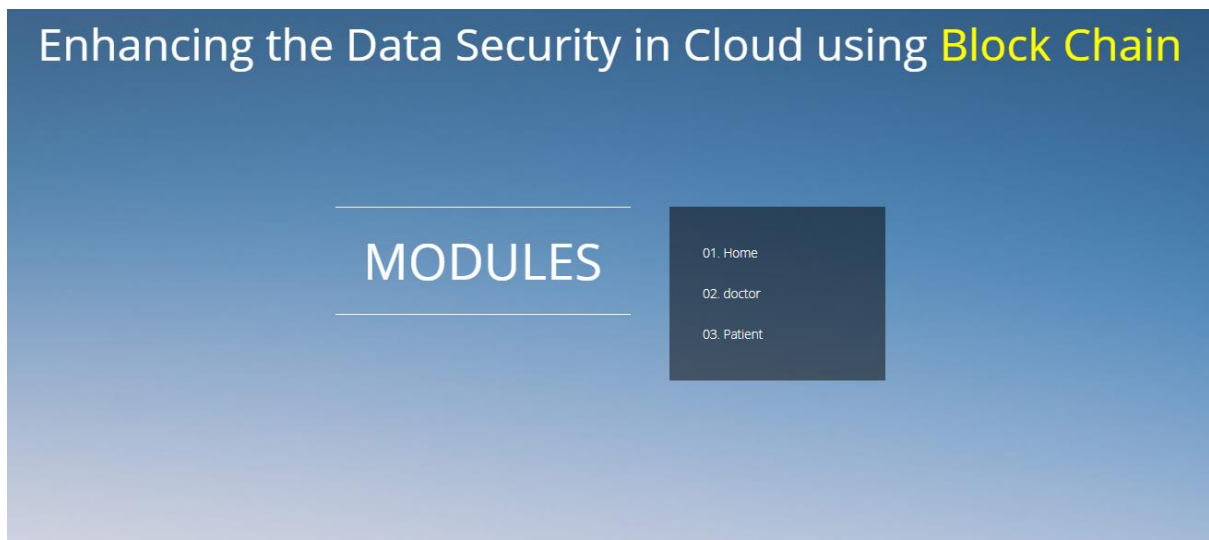 Enhancing the Data Security in Cloud using Block Chain
MODULES
01. Home
02. doctor
03. Patient